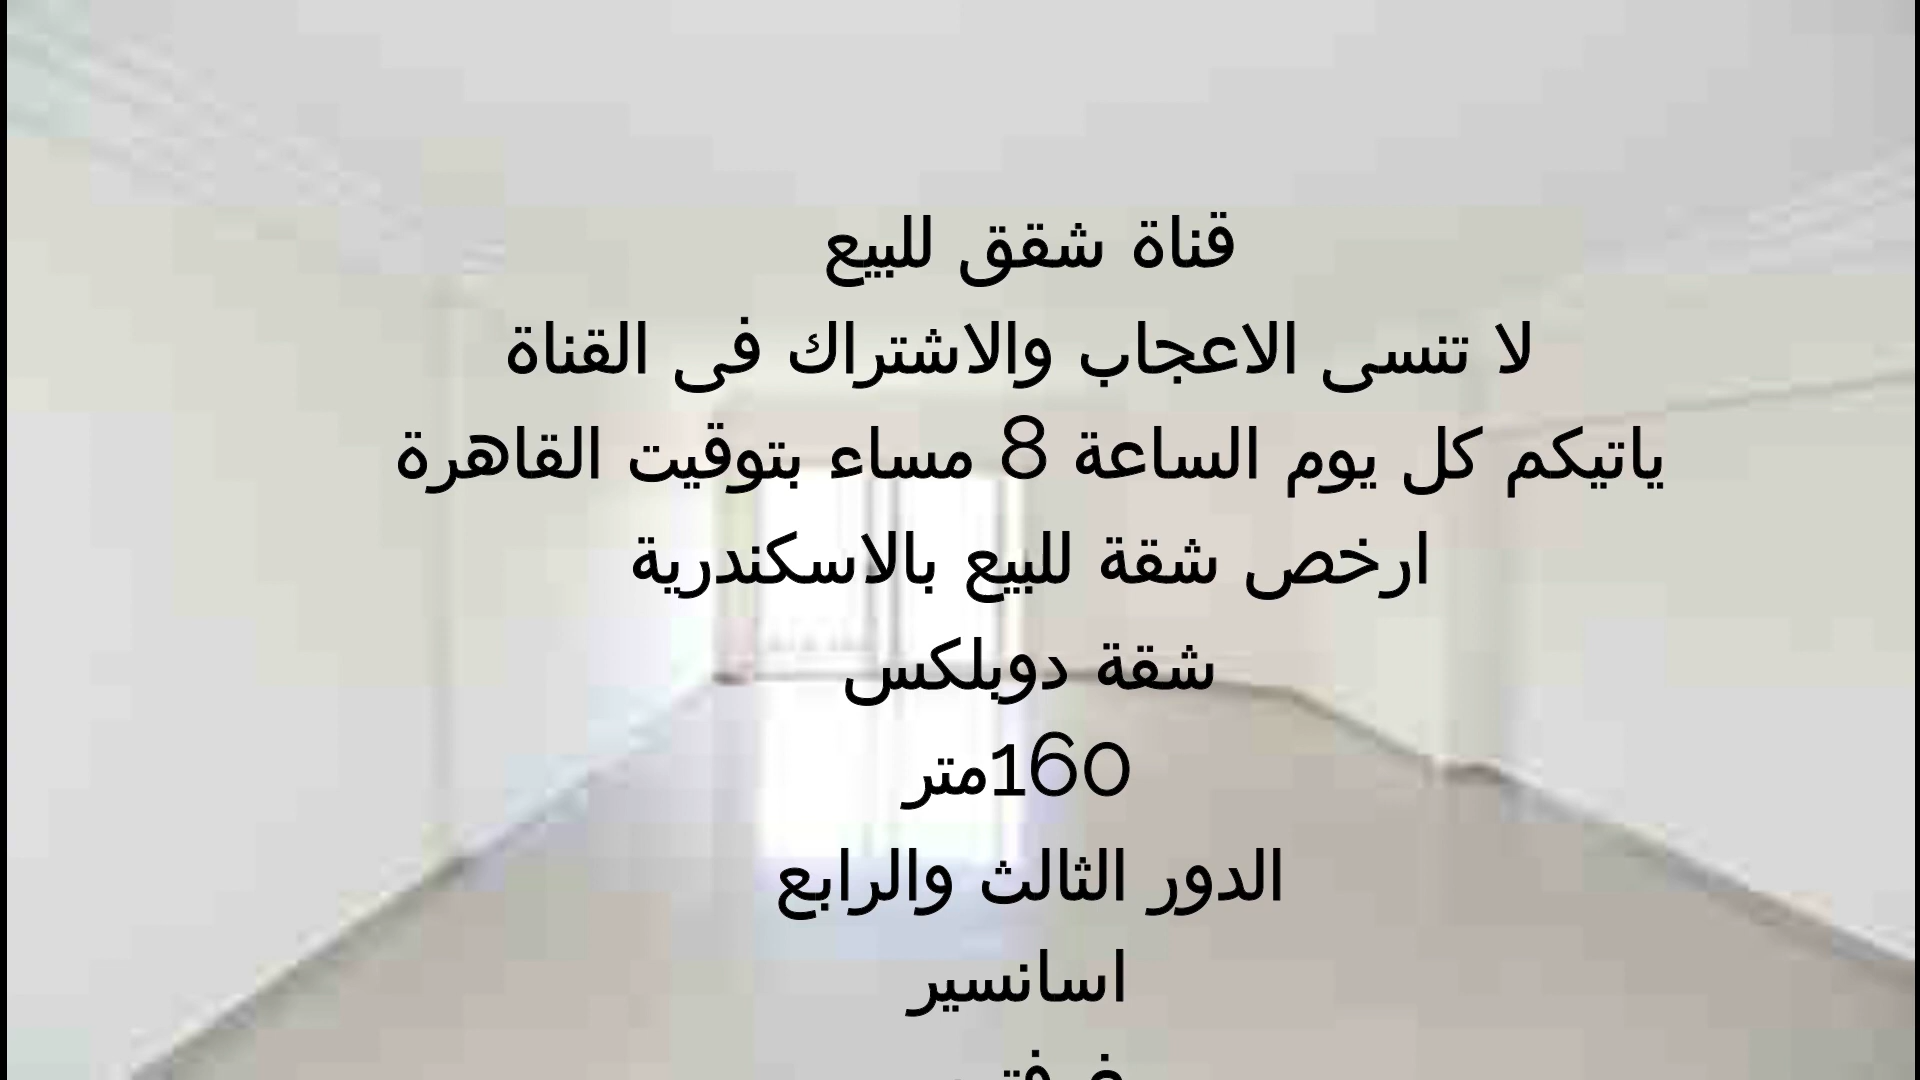 قناة شقق للبيع
لا تنسى الاعجاب والاشتراك فى القناة
ياتيكم كل يوم الساعة 8 مساء بتوقيت القاهرة
ارخص شقة للبيع بالاسكندرية
شقة دوبلكس
160متر
الدور الثالث والرابع
اسانسير